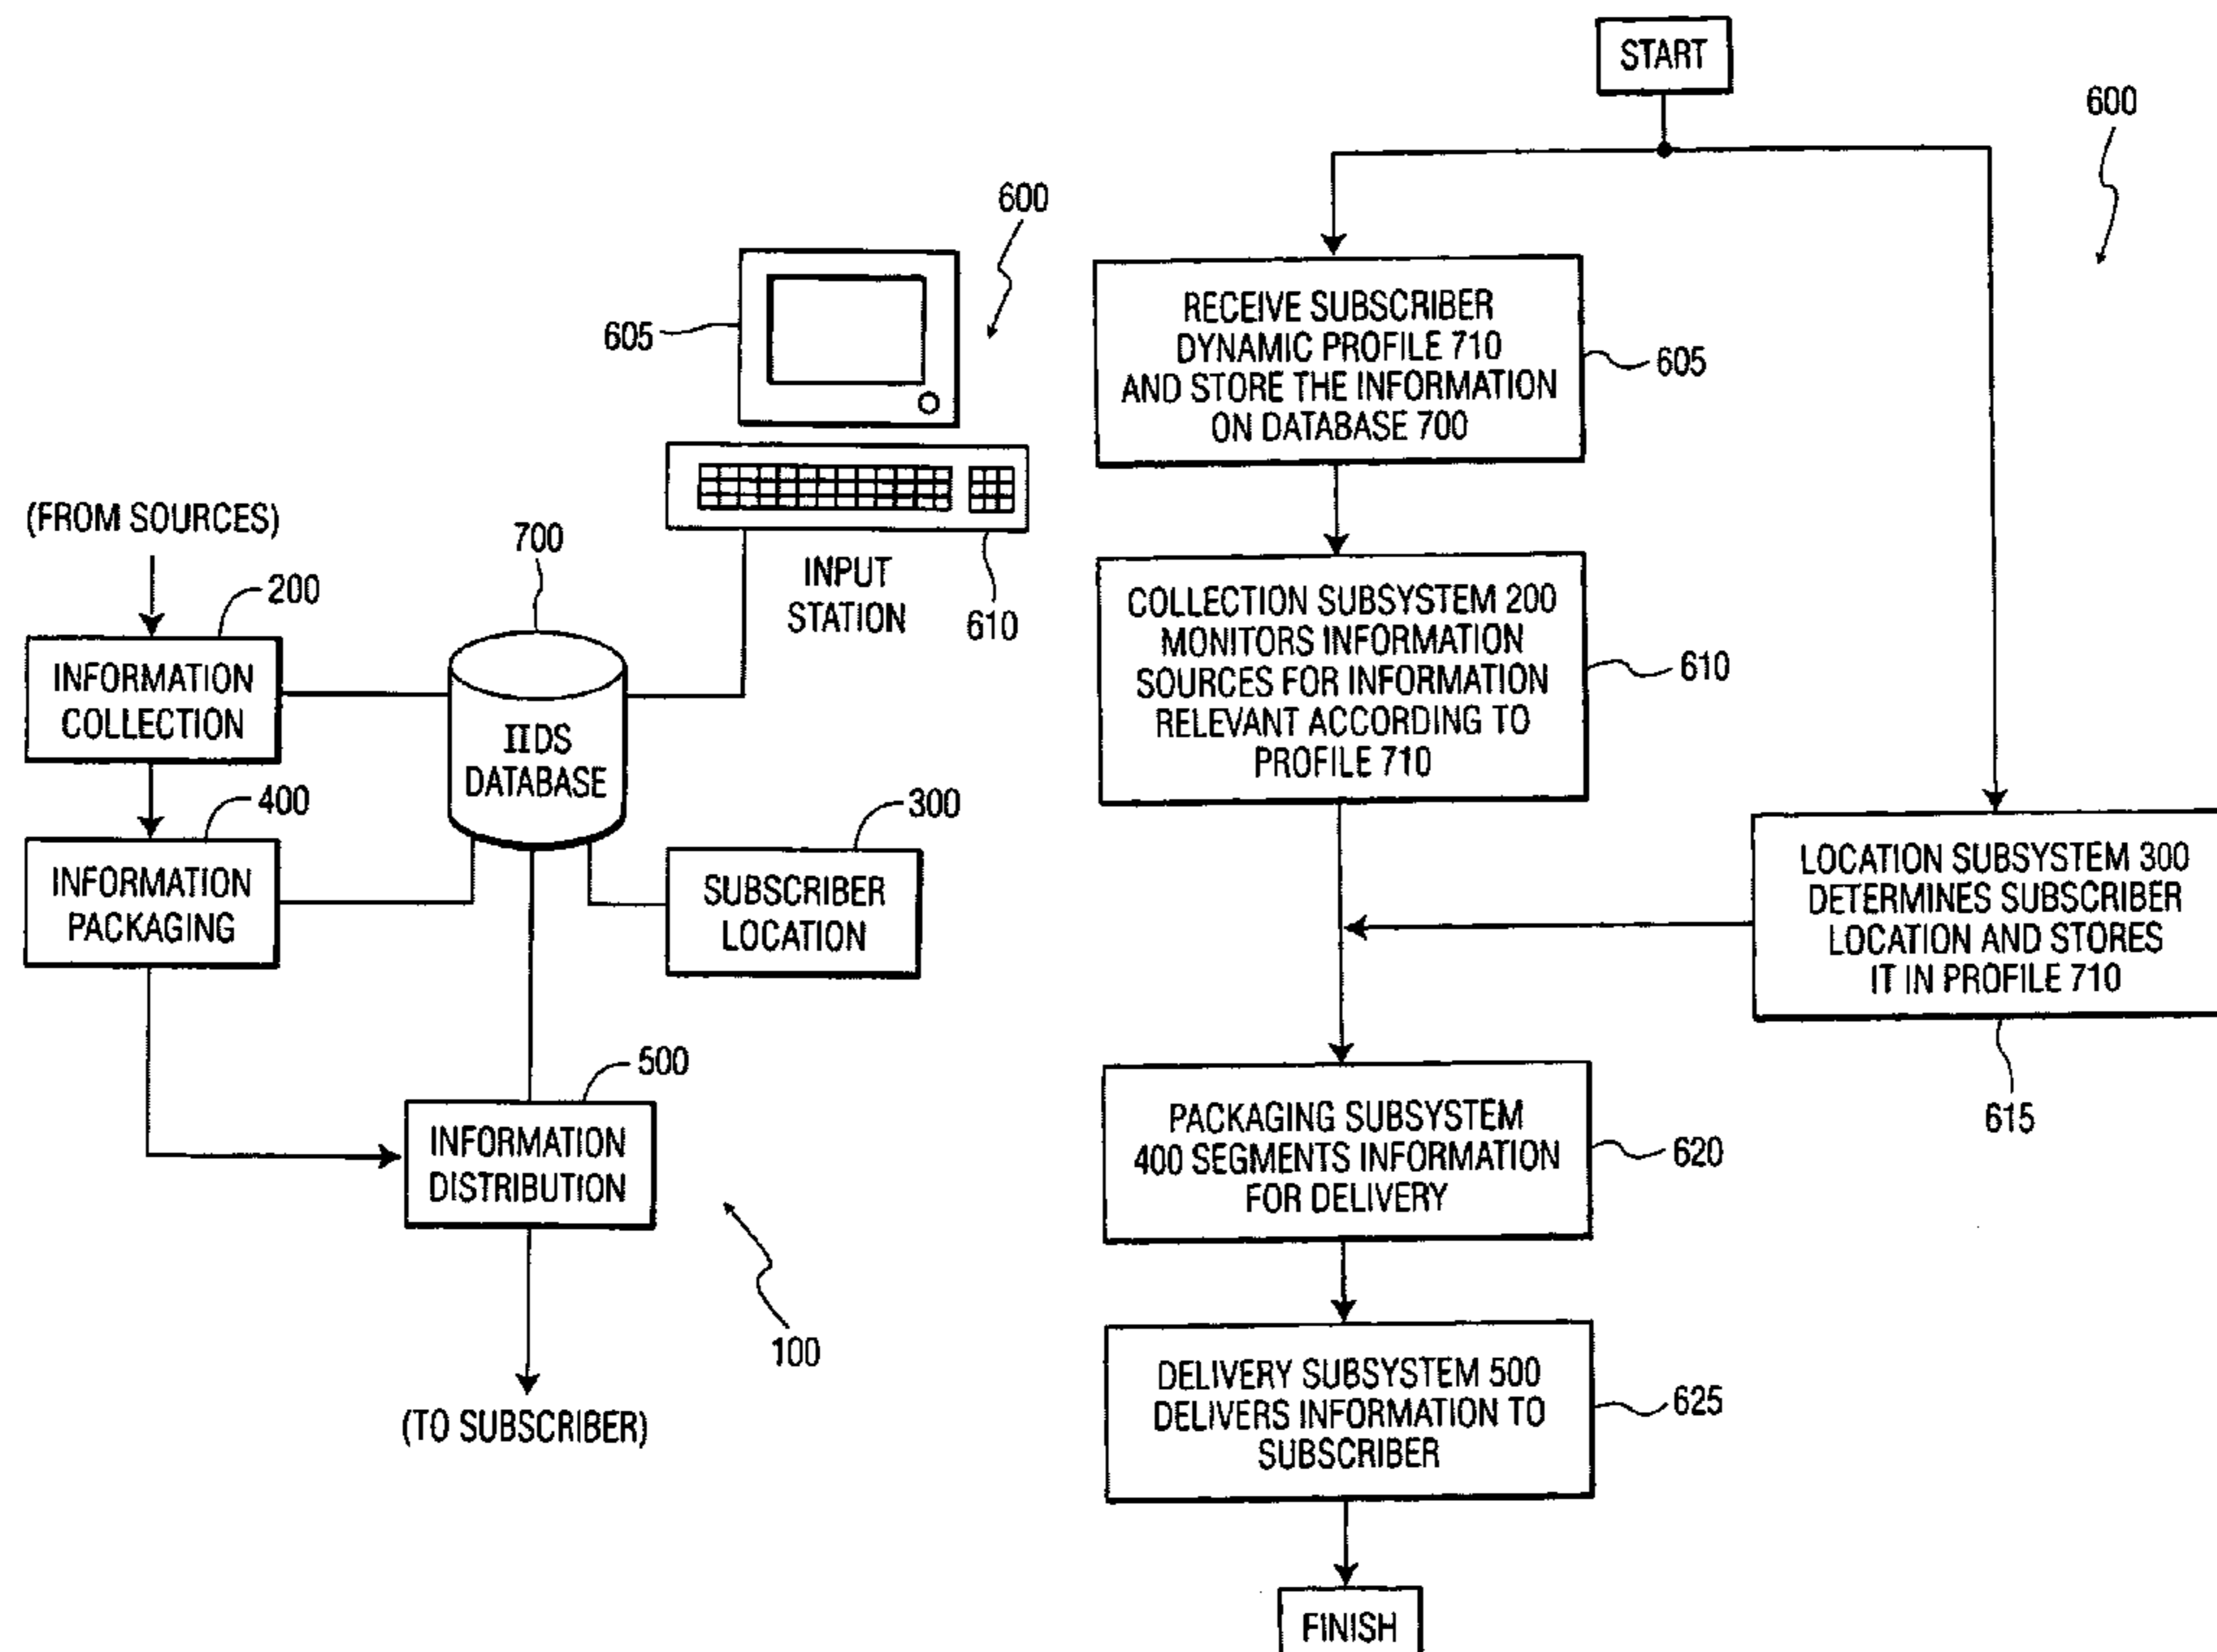 (FROM SOURCES)
200
INFORMATION
COLLECTION
400
INFORMATION
PACKAGING
700
IIDS
DATABASE
605
600
INPUT
STATION
610
300
SUBSCRIBER
LOCATION
500
INFORMATION
DISTRIBUTION
100
(TO SUBSCRIBER)
START
600
RECEIVE SUBSCRIBER
DYNAMIC PROFILE 710
AND STORE THE INFORMATION
ON DATABASE 700
605
COLLECTION SUBSYSTEM 200
MONITORS INFORMATION
SOURCES FOR INFORMATION
RELEVANT ACCORDING TO
PROFILE 710
610
LOCATION SUBSYSTEM 300
DETERMINES SUBSCRIBER
LOCATION AND STORES
IT IN PROFILE 710
615
PACKAGING SUBSYSTEM
400 SEGMENTS INFORMATION
FOR DELIVERY
620
DELIVERY SUBSYSTEM 500
DELIVERS INFORMATION TO
SUBSCRIBER
625
FINISH